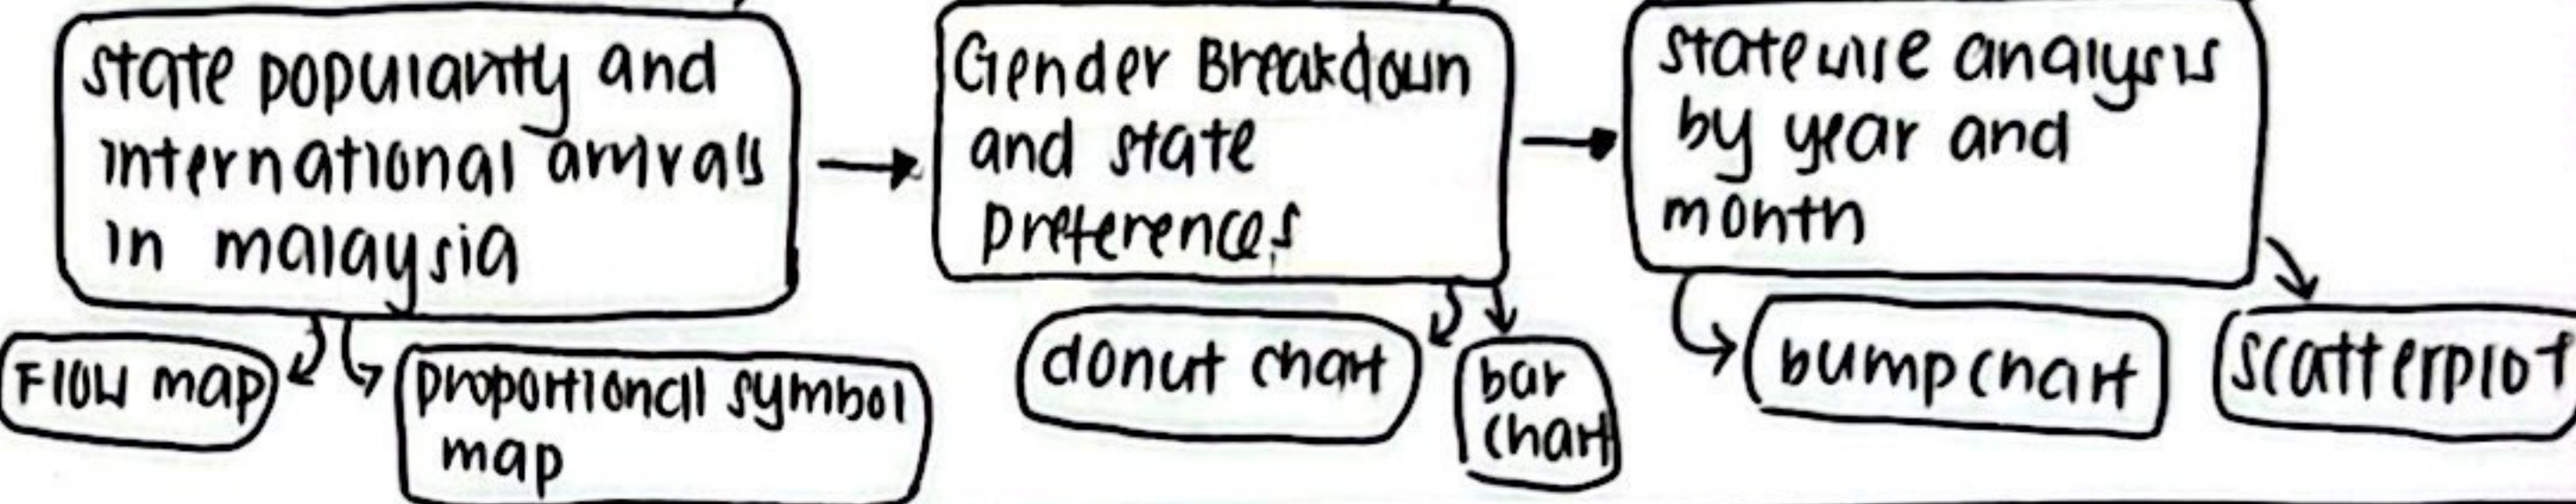 state popularity and
international arrivals
in malaysia
Gender Breakdown
and state
preferences
statewise analysis
by year and
month
Flow map
proportional symbol
map
donut chart
bar
chart
bumpchart
scatterplot